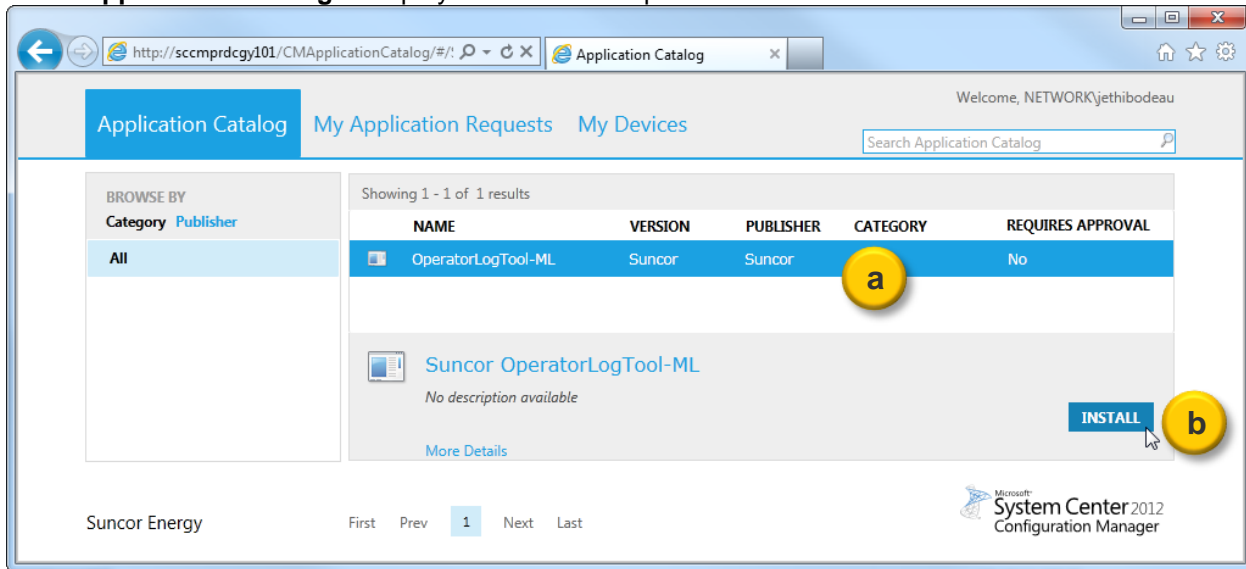 http://sccmprdcgy101/CMApplicationCatalog/#/
Application Catalog
Welcome, NETWORK\jethibodeau
Application Catalog My Application Requests My Devices
Search Application Catalog
BROWSE BY
Category Publisher
All
Showing 1 - 1 of 1 results
NAME VERSION PUBLISHER CATEGORY REQUIRES APPROVAL
OperatorLogTool-ML Suncor Suncor No
a
Suncor OperatorLogTool-ML
No description available
INSTALL
b
More Details
Suncor Energy
First Prev 1 Next Last
Microsoft
System Center 2012
Configuration Manager